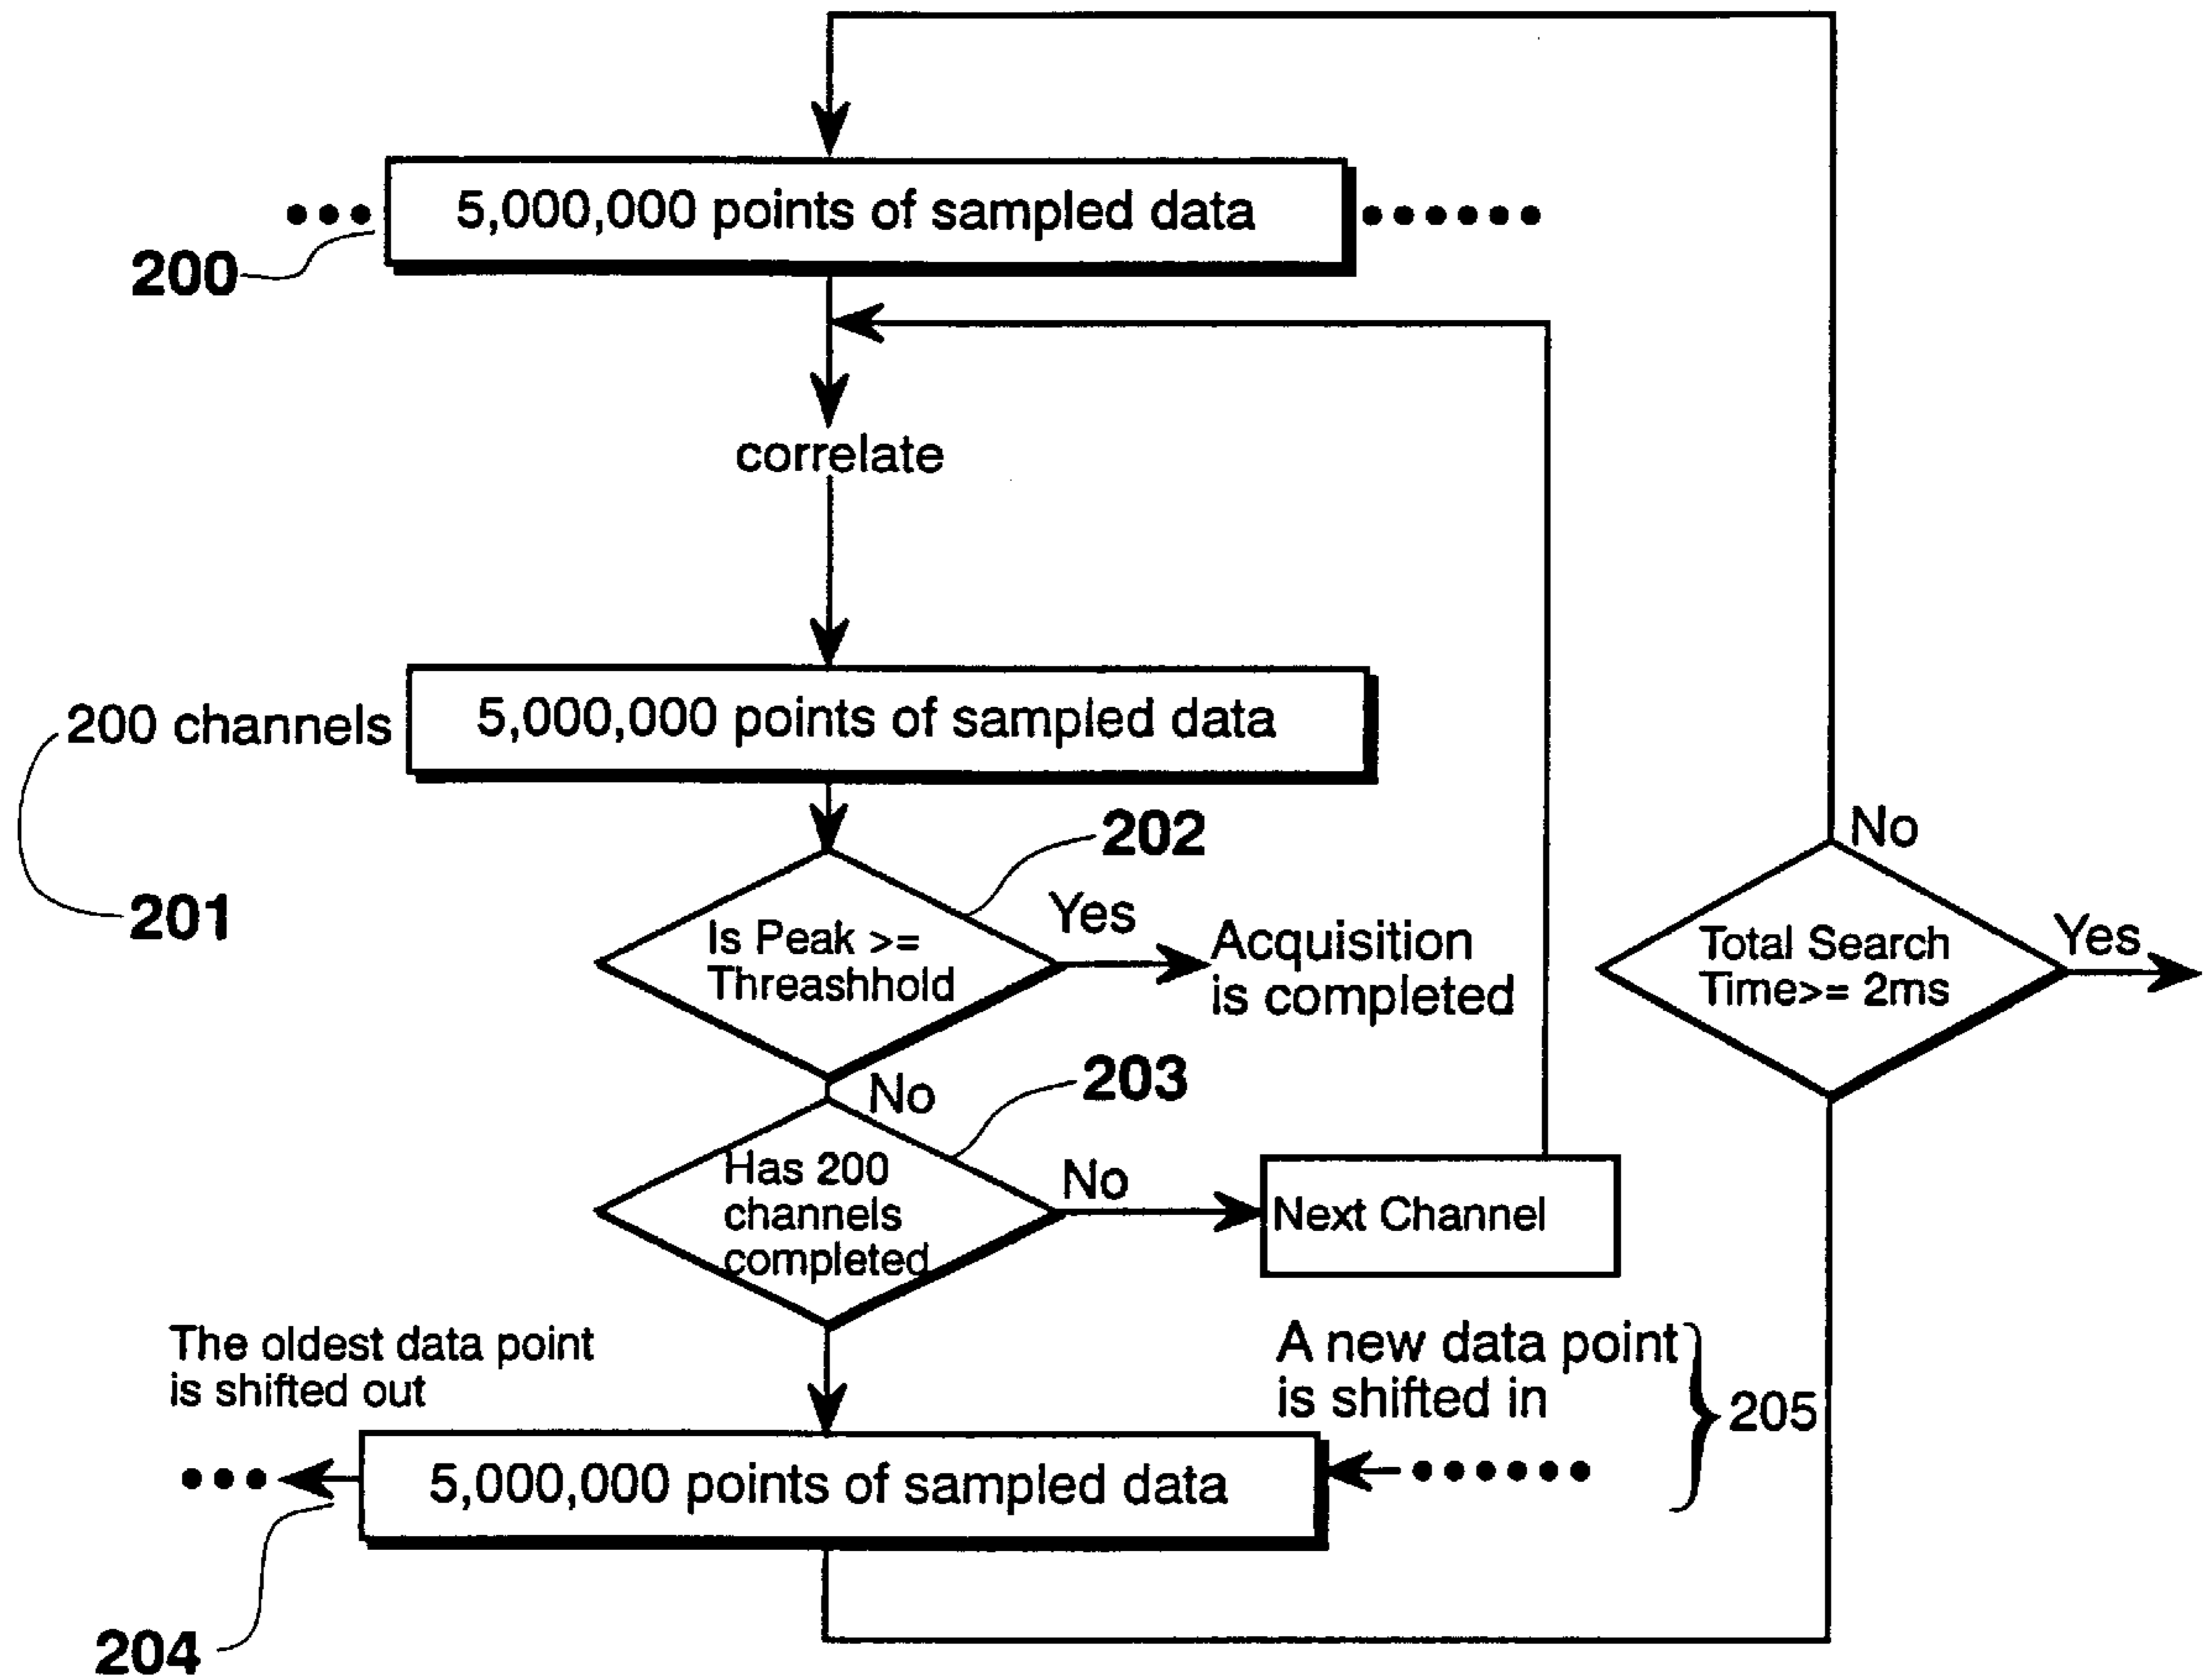 5,000,000 points of sampled data
200
correlate
200 channels
5,000,000 points of sampled data
201
202
Is Peak >=
Threashhold
Yes
Acquisition
is completed
No
203
Has 200
channels
completed
No
Next Channel
Total Search
Time>= 2ms
No
Yes
The oldest data point
is shifted out
A new data point
is shifted in
205
5,000,000 points of sampled data
204